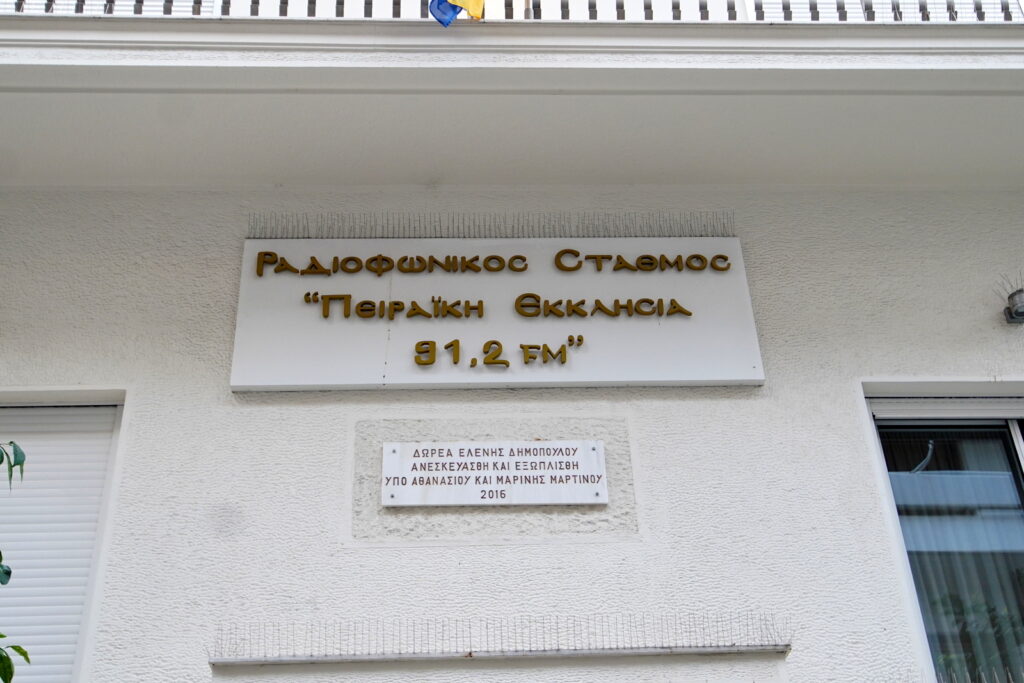 Ραδιοφωνικος Σταθμος
“Πειραϊκη Εκκλησια
91,2 FM”
ΔΩΡΕΑ ΕΛΕΝΗΣ ΔΗΜΟΠΟΥΛΟΥ
ΑΝΕΣΚΕΥΑΣΘΗ ΚΑΙ ΕΞΩΠΛΙΣΘΗ
ΥΠΟ ΑΘΑΝΑΣΙΟΥ ΚΑΙ ΜΑΡΙΝΗΣ ΜΑΡΤΙΝΟΥ
2016